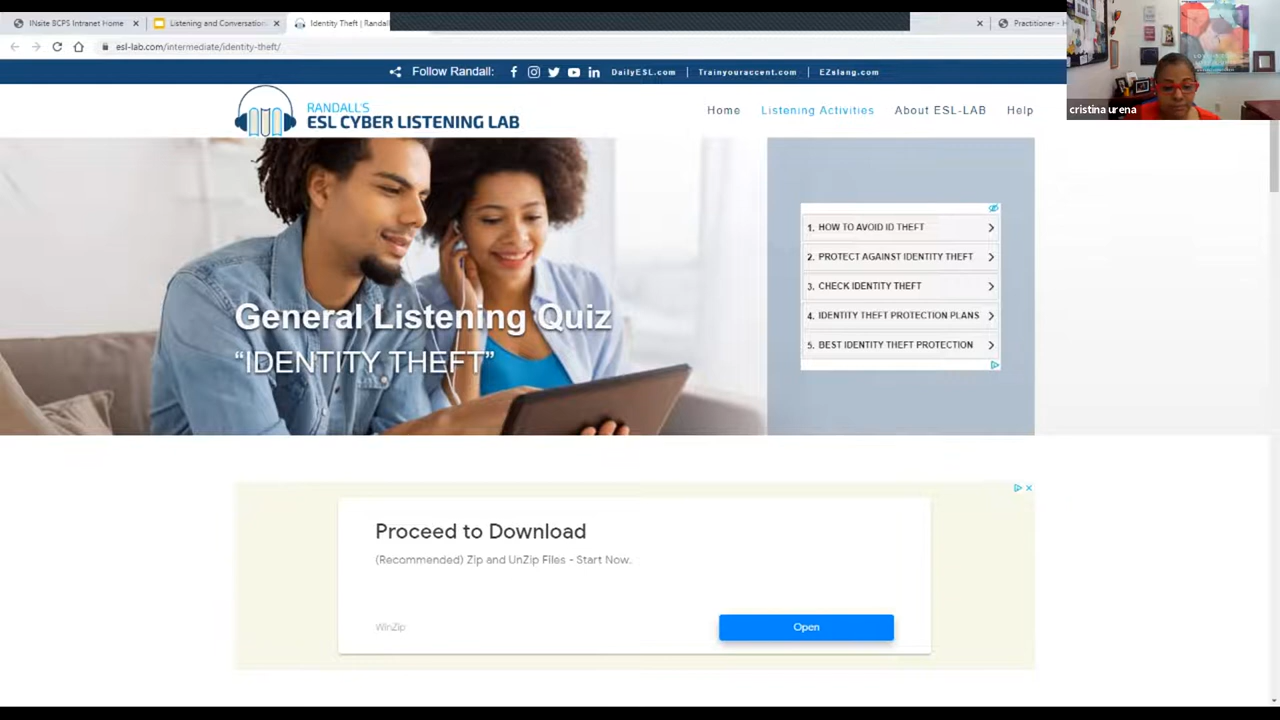 INsite BCPS Intranet Home
Listening and Conversation
Identity Theft | Randal
Practitioner - H
esl-lab.com/intermediate/identity-theft/
cristina urena
Follow Randall:
DailyESL.com | Trainyouraccent.com | EZslang.com
RANDALL'S
ESL CYBER LISTENING LAB
Home
Listening Activities
About ESL-LAB
Help
General Listening Quiz
“IDENTITY THEFT”
1. HOW TO AVOID ID THEFT
2. PROTECT AGAINST IDENTITY THEFT
3. CHECK IDENTITY THEFT
4. IDENTITY THEFT PROTECTION PLANS
5. BEST IDENTITY THEFT PROTECTION
Proceed to Download
(Recommended) Zip and UnZip Files - Start Now.
WinZip
Open